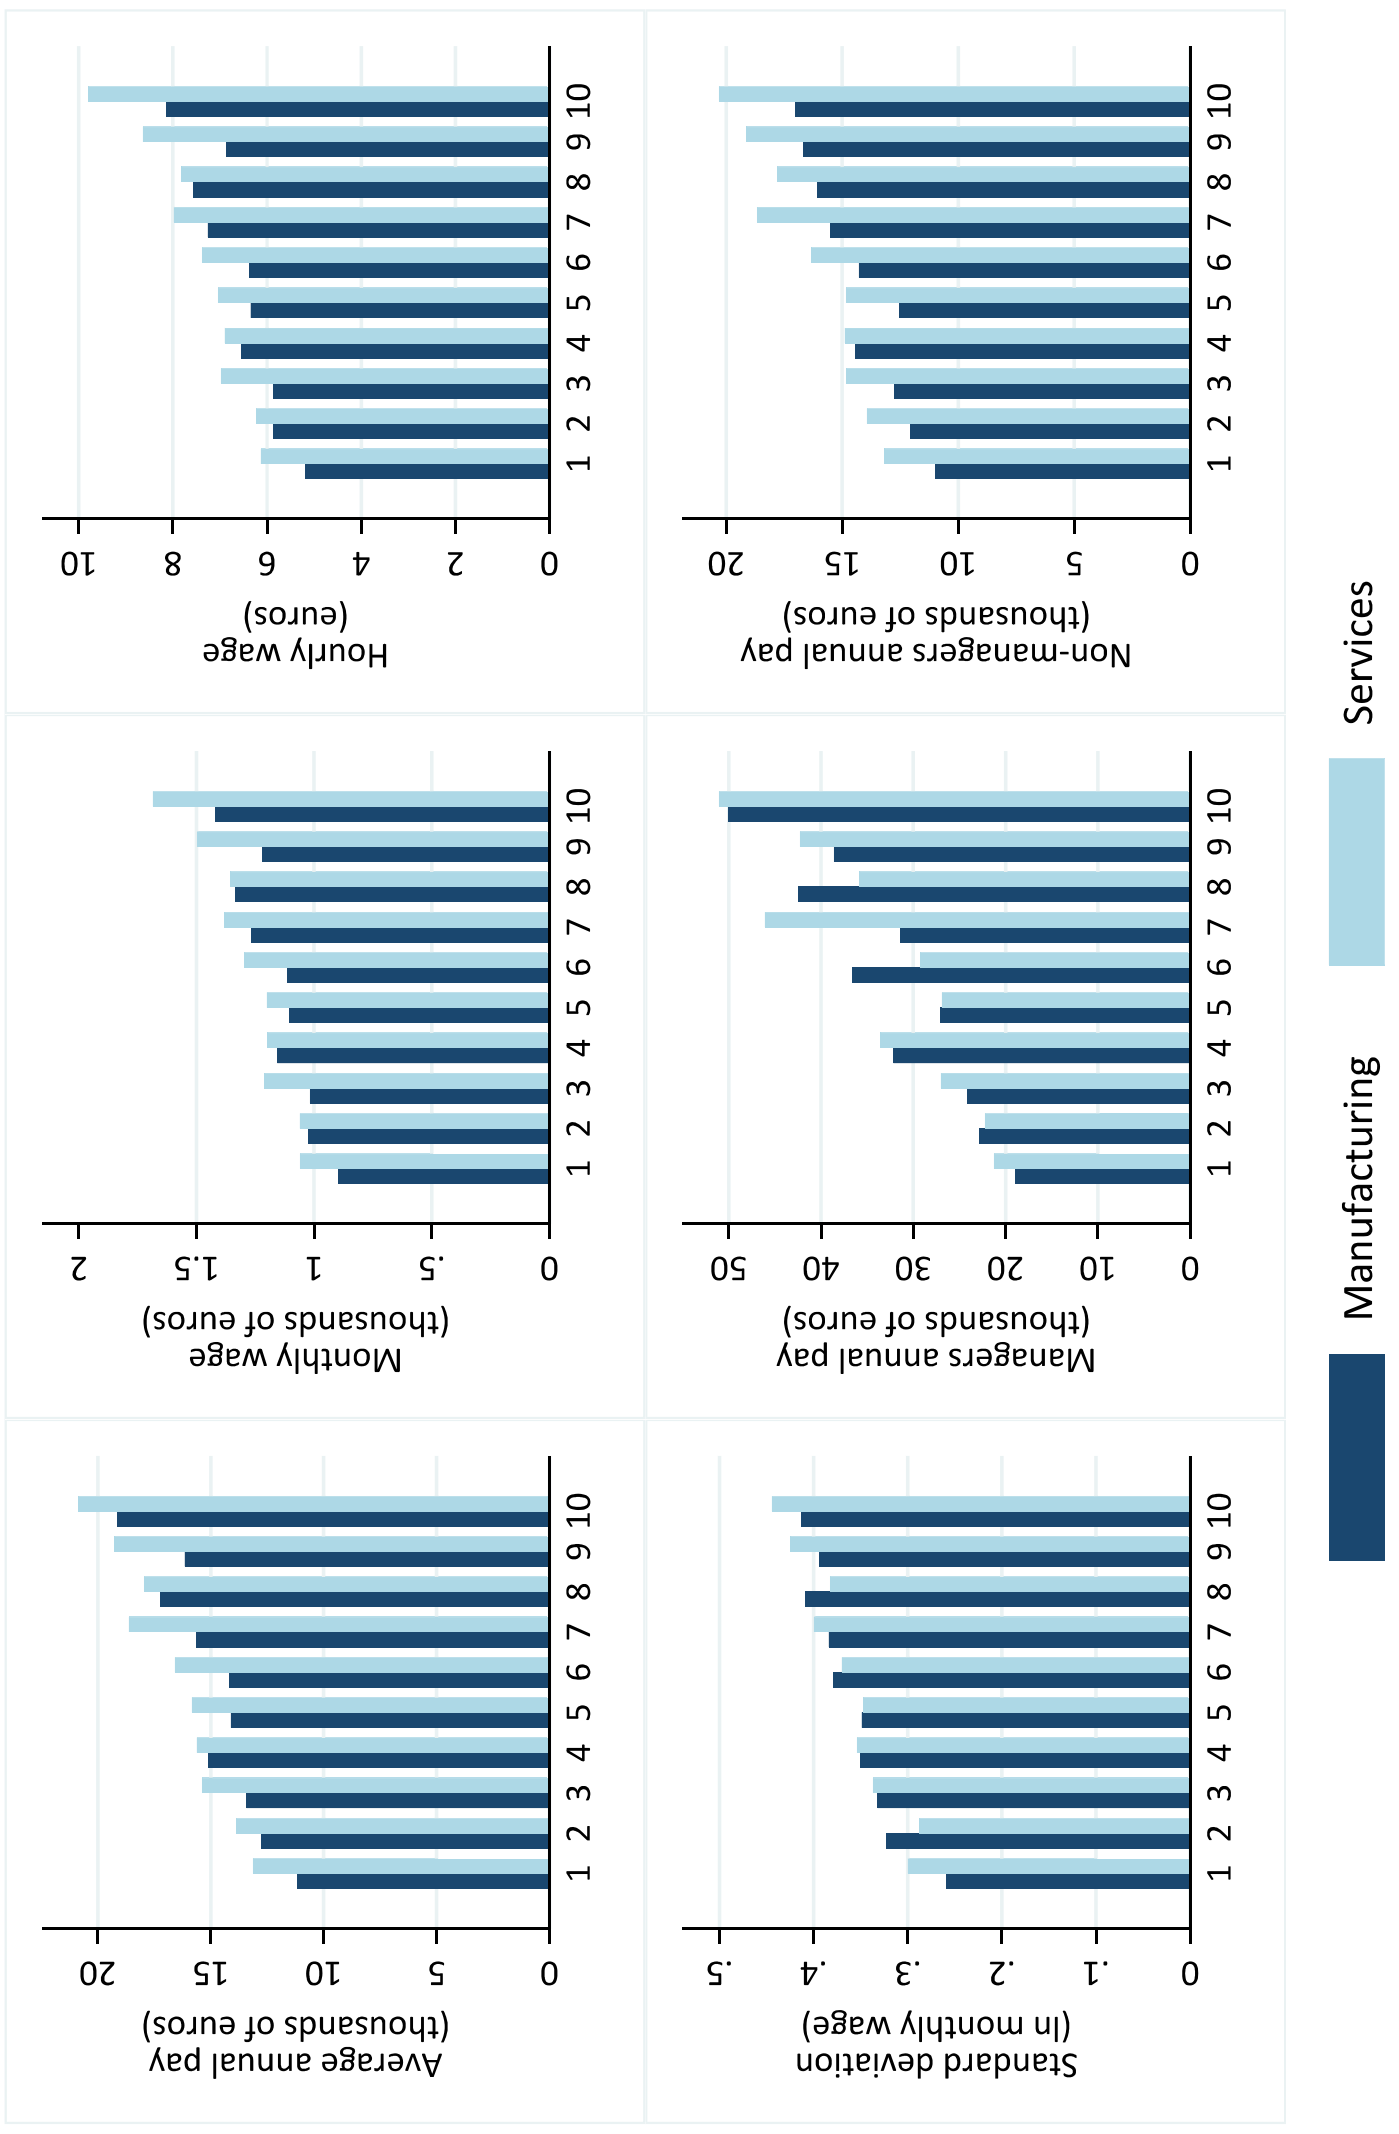 Average annual pay
(thousands of euros)
20
15
10
5
0
1 2 3 4 5 6 7 8 9 10
Monthly wage
(thousands of euros)
2
1.5
1
.5
0
1 2 3 4 5 6 7 8 9 10
Hourly wage
(euros)
10
8
6
4
2
0
1 2 3 4 5 6 7 8 9 10
Standard deviation
(ln monthly wage)
.5
.4
.3
.2
.1
0
1 2 3 4 5 6 7 8 9 10
Managers annual pay
(thousands of euros)
50
40
30
20
10
0
1 2 3 4 5 6 7 8 9 10
Non-managers annual pay
(thousands of euros)
20
15
10
5
0
1 2 3 4 5 6 7 8 9 10
Manufacturing
Services